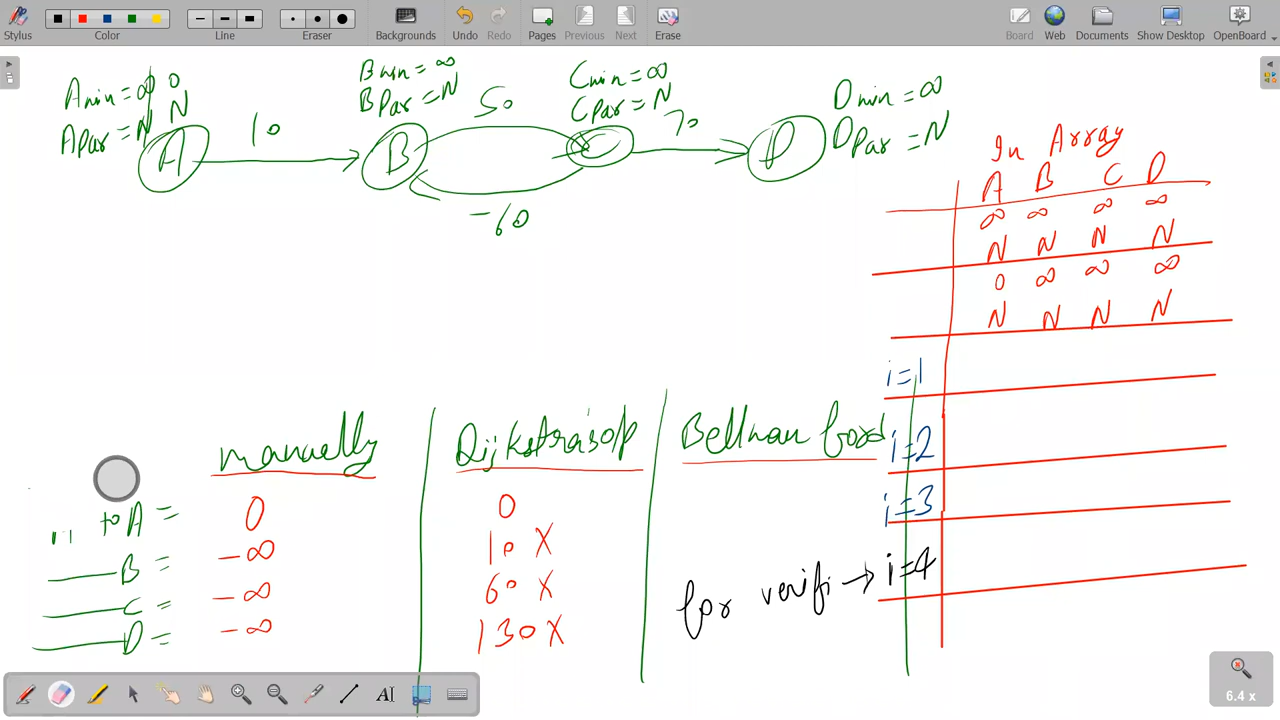 Stylus
Color
Line
Eraser
Backgrounds
Undo
Redo
Pages
Previous
Next
Erase
Board
Web
Documents
Show Desktop
OpenBoard
Amin = ∞ 0
APar = N N
Bmin = ∞
BPar = N
Cmin = ∞
CPar = N
Dmin = ∞
DPar = N
A
10
B
50
C
70
D
-60
In Array
A B C D
∞ ∞ ∞ ∞
N N N N
0 ∞ ∞ ∞
N N N N
i=1
i=2
i=3
for verifi → i=4
manually
Bellman ford
to A = 0 0
B = -∞ 10 X
C = -∞ 60 X
D = -∞ 130 X
6.4 x